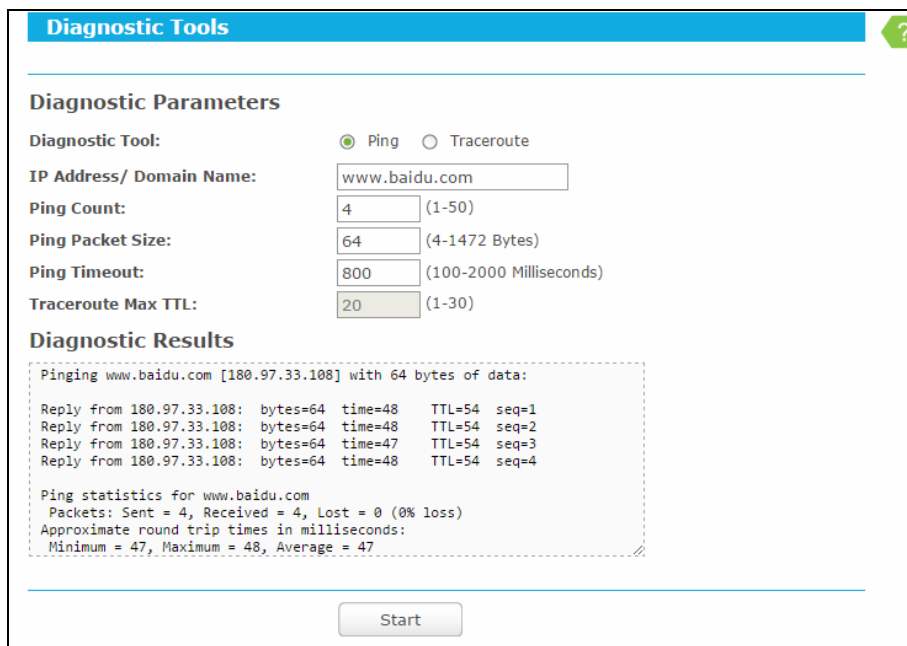 Diagnostic Tools
?
Diagnostic Parameters
Diagnostic Tool: Ping Traceroute
IP Address/ Domain Name: www.baidu.com
Ping Count: 4 (1-50)
Ping Packet Size: 64 (4-1472 Bytes)
Ping Timeout: 800 (100-2000 Milliseconds)
Traceroute Max TTL: 20 (1-30)
Diagnostic Results
Pinging www.baidu.com [180.97.33.108] with 64 bytes of data:
Reply from 180.97.33.108: bytes=64 time=48 TTL=54 seq=1
Reply from 180.97.33.108: bytes=64 time=48 TTL=54 seq=2
Reply from 180.97.33.108: bytes=64 time=47 TTL=54 seq=3
Reply from 180.97.33.108: bytes=64 time=48 TTL=54 seq=4
Ping statistics for www.baidu.com
Packets: Sent = 4, Received = 4, Lost = 0 (0% loss)
Approximate round trip times in milliseconds:
Minimum = 47, Maximum = 48, Average = 47
Start